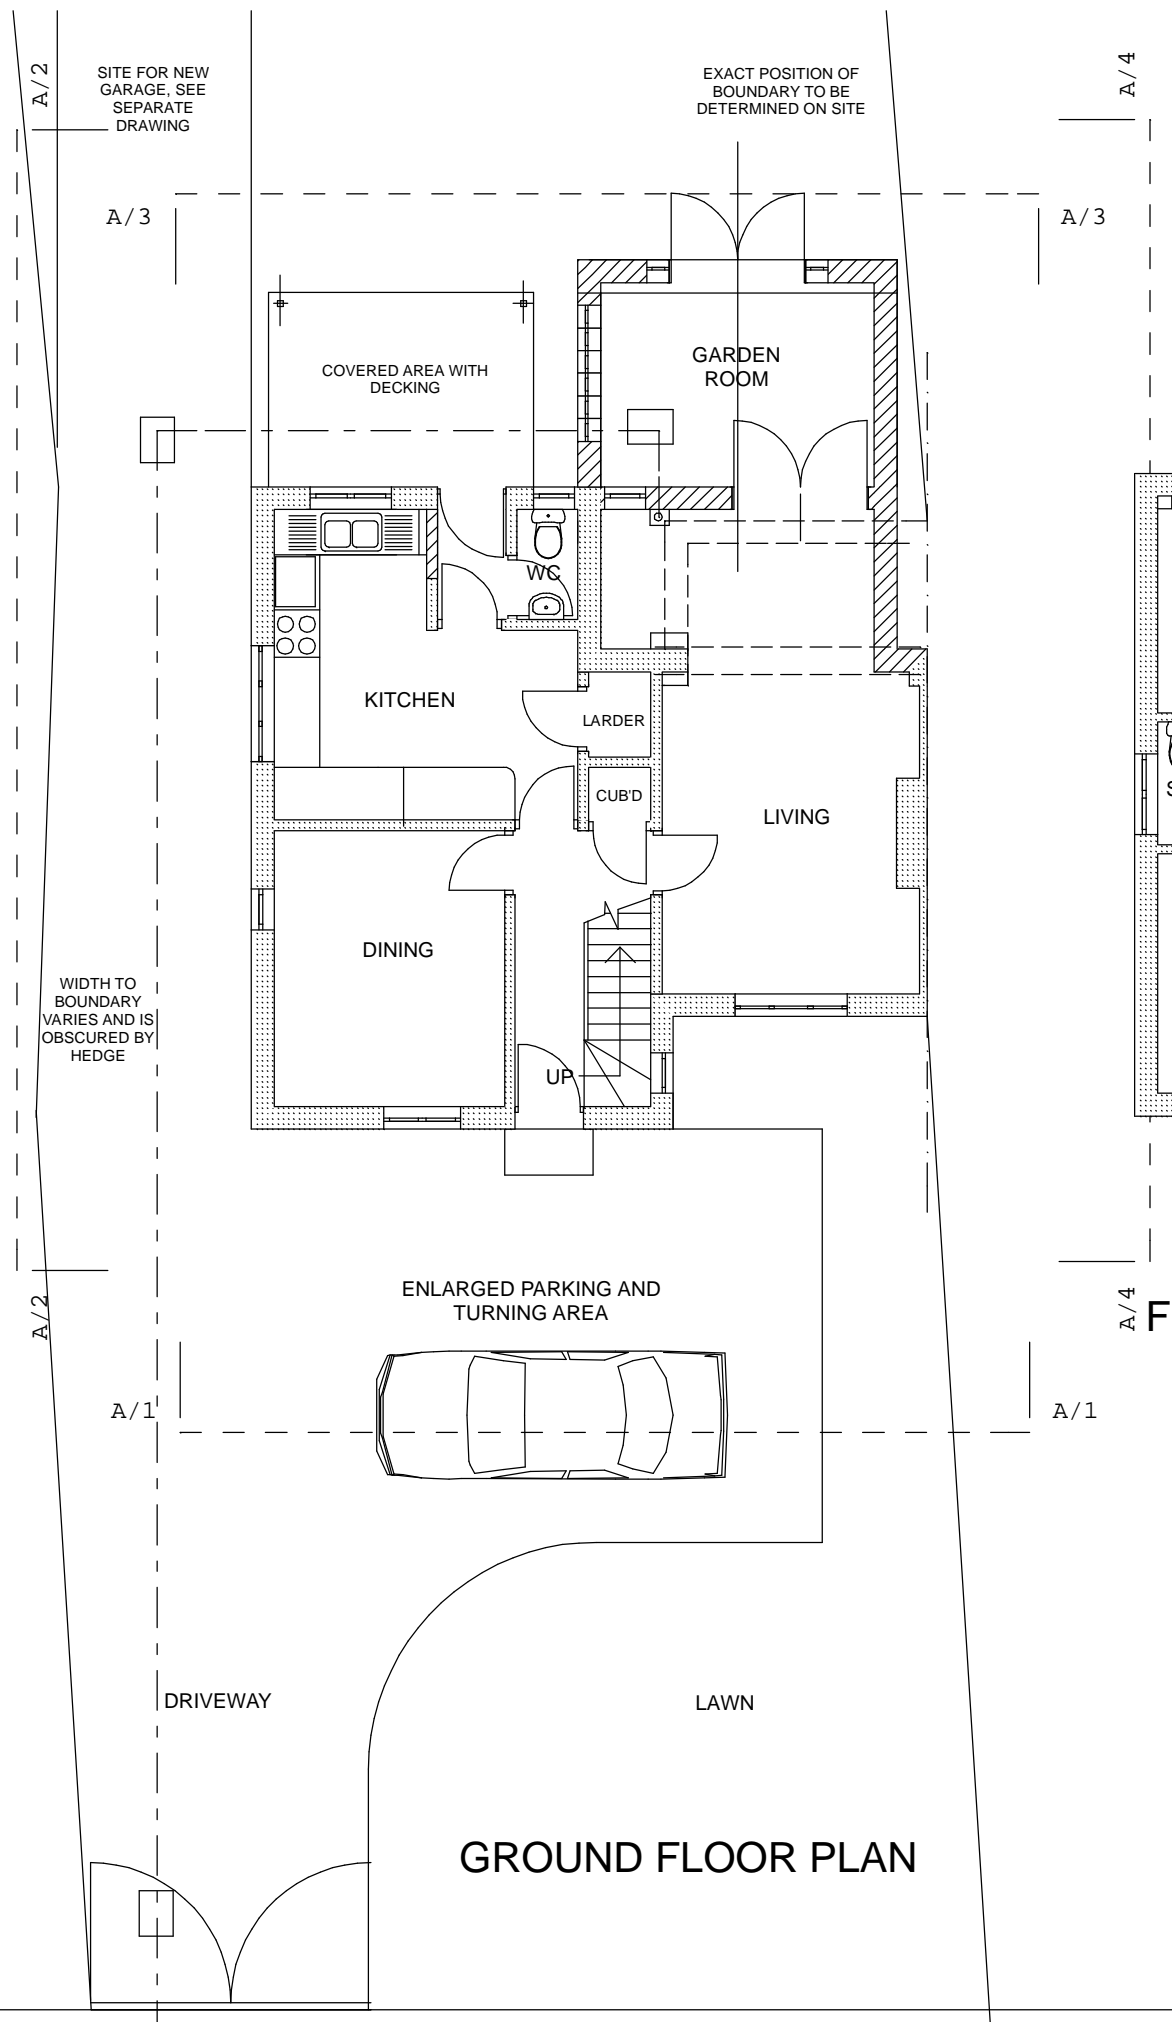 A/2
SITE FOR NEW
GARAGE, SEE
SEPARATE
DRAWING
EXACT POSITION OF
BOUNDARY TO BE
DETERMINED ON SITE
A/4
A/3
A/3
COVERED AREA WITH
DECKING
GARDEN
ROOM
WC
KITCHEN
LARDER
CUB'D
LIVING
S
DINING
WIDTH TO
BOUNDARY
VARIES AND IS
OBSCURED BY
HEDGE
UP
ENLARGED PARKING AND
TURNING AREA
A/2
A/4
F
A/1
A/1
DRIVEWAY
LAWN
GROUND FLOOR PLAN